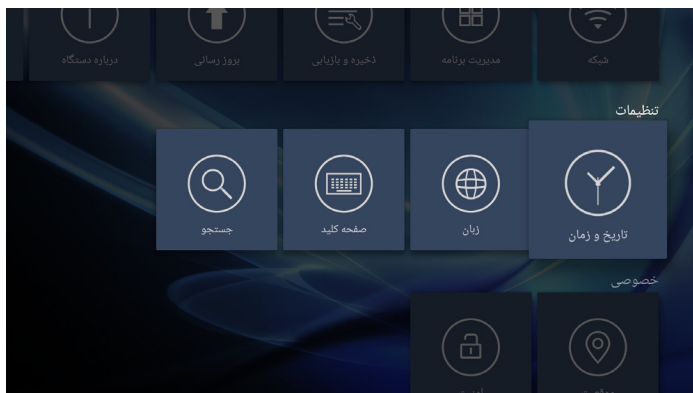 شبکه
مدیریت برنامه
ذخیره و بازیابی
بروز رسانی
درباره دستگاه
تنظیمات
تاریخ و زمان
زبان
صفحه کلید
جستجو
خصوصی